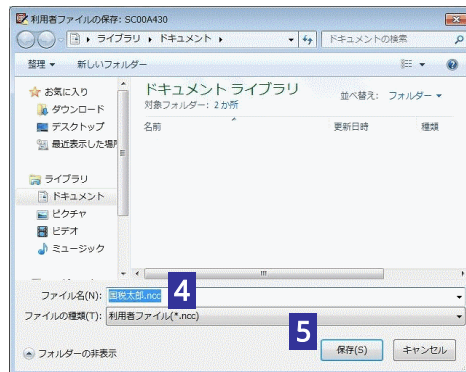 利用者ファイルの保存: SC00A430
ライブラリ ドキュメント
ドキュメントの検索
整理 新しいフォルダー
お気に入り
ダウンロード
デスクトップ
最近表示した場所
ライブラリ
ドキュメント
ピクチャ
ビデオ
ミュージック
ドキュメント ライブラリ
対象フォルダー: 2か所
並べ替え: フォルダー
名前 更新日時 種類
ファイル名(N): 国税太郎.ncc
4
ファイルの種類(T): 利用者ファイル(*.ncc)
5
フォルダーの非表示
保存(S) キャンセル